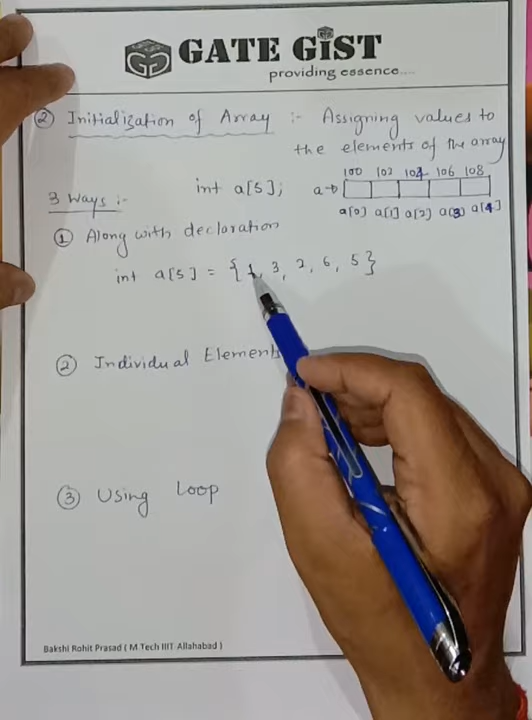 GATE GiST
providing essence....
② Initialization of Array :- Assigning values to
the elements of the array
3 Ways :-
int a[5]; a→ 100 102 104 106 108
a[0] a[1] a[2] a[3] a[4]
① Along with declaration
int a[5] = {1, 3, 2, 6, 5}
② Individual Elements
③ Using Loop
Bakshi Rohit Prasad ( M Tech IIIT Allahabad )